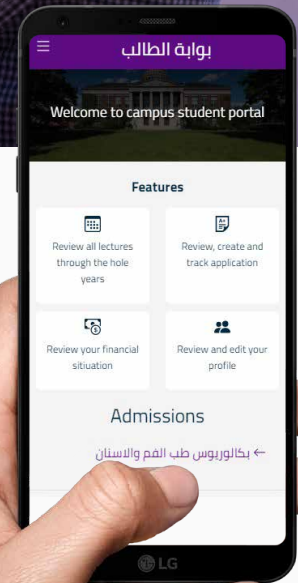 بوابة الطالب
Welcome to campus student portal
Features
Review all lectures
through the hole
years
Review, create and
track application
Review your financial
sitiuation
Review and edit your
profile
Admissions
← بكالوريوس طب الفم والاسنان
LG